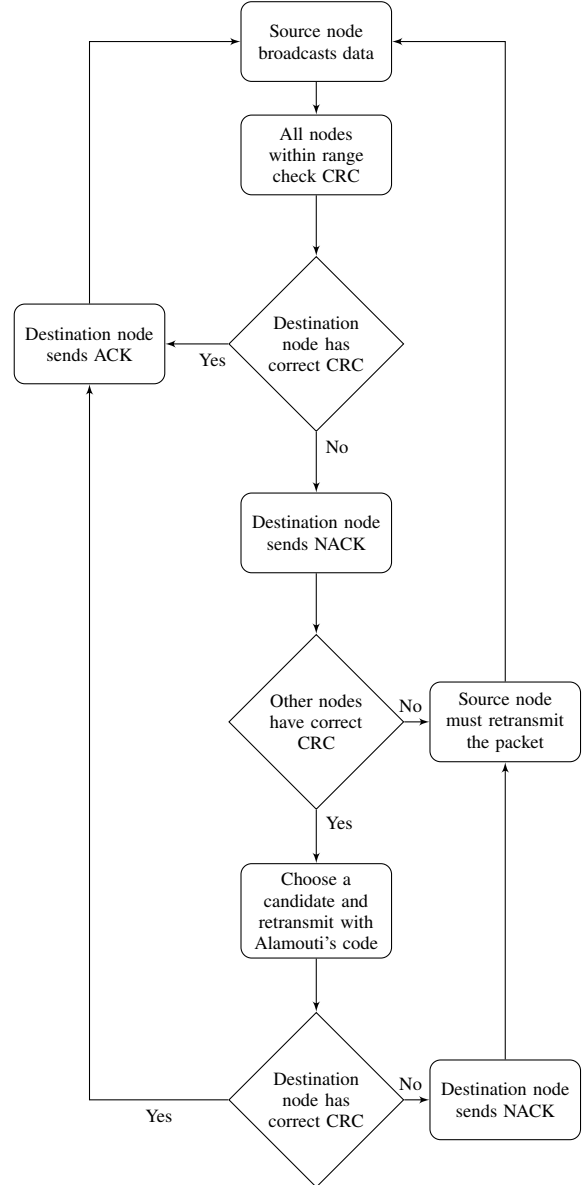 Source node
broadcasts data
All nodes
within range
check CRC
Destination
node has
correct CRC
Yes
Destination node
sends ACK
No
Destination node
sends NACK
Other nodes
have correct
CRC
No
Source node
must retransmit
the packet
Yes
Choose a
candidate and
retransmit with
Alamouti's code
Destination
node has
correct CRC
No
Destination node
sends NACK
Yes